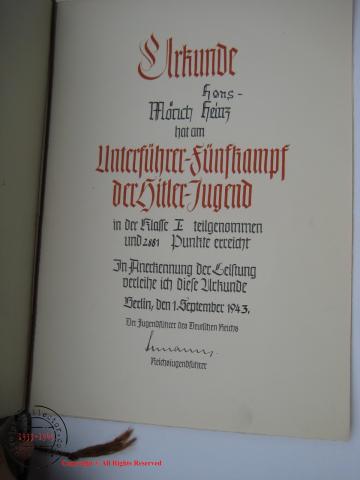 Urkunde
Hans-
Mörich Heinz
hat am
Unterführer-Fünfkampf
der Hitler-Jugend
in der Klasse I teilgenommen
und 2881 Punkte erreicht
In Anerkennung der Leistung
verleihe ich diese Urkunde
Berlin, den 1. September 1943.
Der Jugendführer des Deutschen Reichs
Reichsjugendführer
Copyright • All Rights Reserved